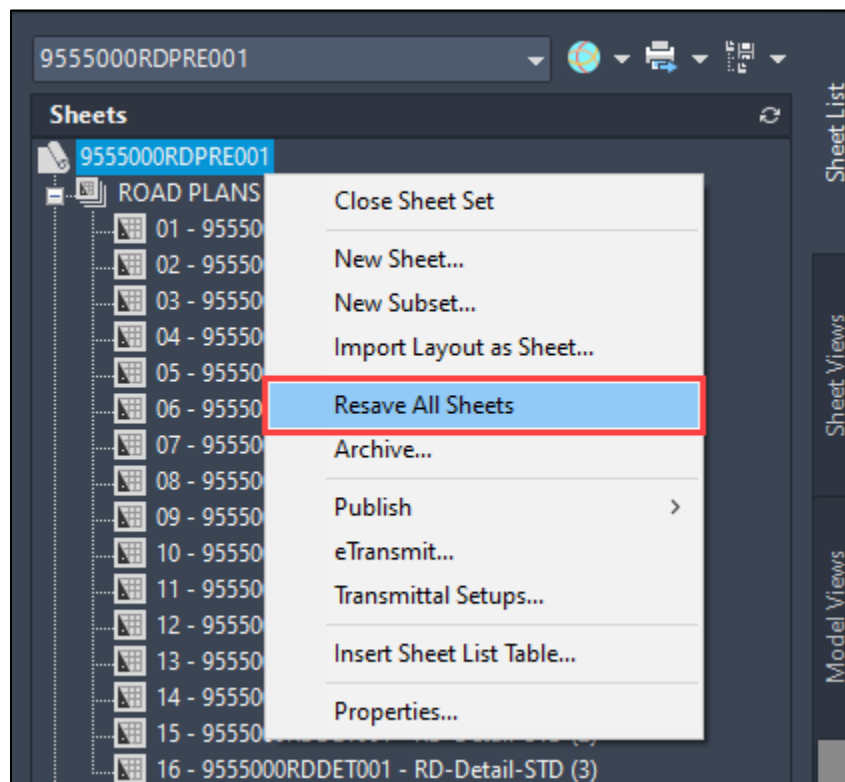 9555000RDPRE001
Sheets
9555000RDPRE001
ROAD PLANS
01 - 95550
02 - 95550
03 - 95550
04 - 95550
05 - 95550
06 - 95550
07 - 95550
08 - 95550
09 - 95550
10 - 95550
11 - 95550
12 - 95550
13 - 95550
14 - 95550
15 - 95550
16 - 9555000RDDET001 - RD-Detail-STD (3)
Close Sheet Set
New Sheet...
New Subset...
Import Layout as Sheet...
Resave All Sheets
Archive...
Publish
eTransmit...
Transmittal Setups...
Insert Sheet List Table...
Properties...
Sheet List
Sheet Views
Model Views